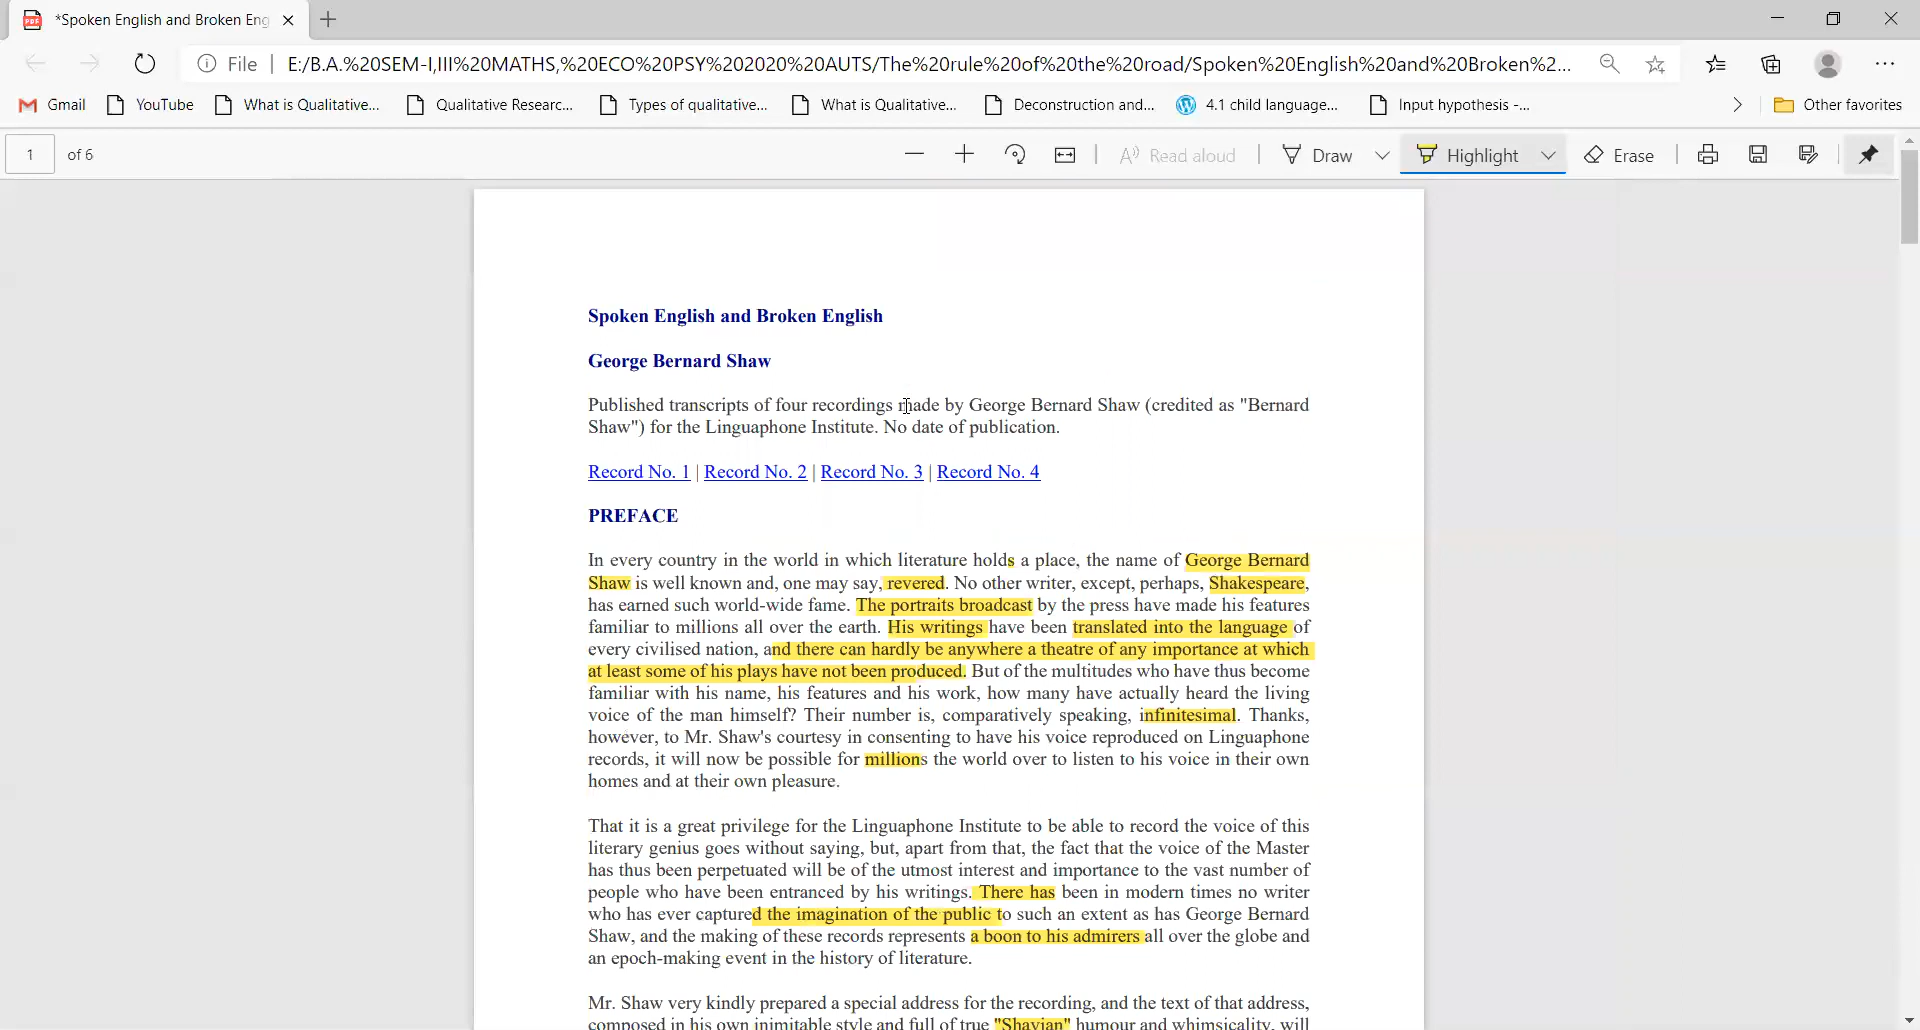 *Spoken English and Broken Eng
File
E:/B.A.%20SEM-I,III%20MATHS,%20ECO%20PSY%202020%20AUTS/The%20rule%20of%20the%20road/Spoken%20English%20and%20Broken%2...
Gmail YouTube What is Qualitative... Qualitative Researc... Types of qualitative... What is Qualitative... Deconstruction and... 4.1 child language... Input hypothesis -... Other favorites
1 of 6 Read aloud Draw Highlight Erase
Spoken English and Broken English
George Bernard Shaw
Published transcripts of four recordings made by George Bernard Shaw (credited as "Bernard
Shaw") for the Linguaphone Institute. No date of publication.
Record No. 1 | Record No. 2 | Record No. 3 | Record No. 4
PREFACE
In every country in the world in which literature holds a place, the name of George Bernard
Shaw is well known and, one may say, revered. No other writer, except, perhaps, Shakespeare,
has earned such world-wide fame. The portraits broadcast by the press have made his features
familiar to millions all over the earth. His writings have been translated into the language of
every civilised nation, and there can hardly be anywhere a theatre of any importance at which
at least some of his plays have not been produced. But of the multitudes who have thus become
familiar with his name, his features and his work, how many have actually heard the living
voice of the man himself? Their number is, comparatively speaking, infinitesimal. Thanks,
however, to Mr. Shaw's courtesy in consenting to have his voice reproduced on Linguaphone
records, it will now be possible for millions the world over to listen to his voice in their own
homes and at their own pleasure.
That it is a great privilege for the Linguaphone Institute to be able to record the voice of this
literary genius goes without saying, but, apart from that, the fact that the voice of the Master
has thus been perpetuated will be of the utmost interest and importance to the vast number of
people who have been entranced by his writings. There has been in modern times no writer
who has ever captured the imagination of the public to such an extent as has George Bernard
Shaw, and the making of these records represents a boon to his admirers all over the globe and
an epoch-making event in the history of literature.
Mr. Shaw very kindly prepared a special address for the recording, and the text of that address,
composed in his own inimitable style and full of true "Shavian" humour and whimsicality, will